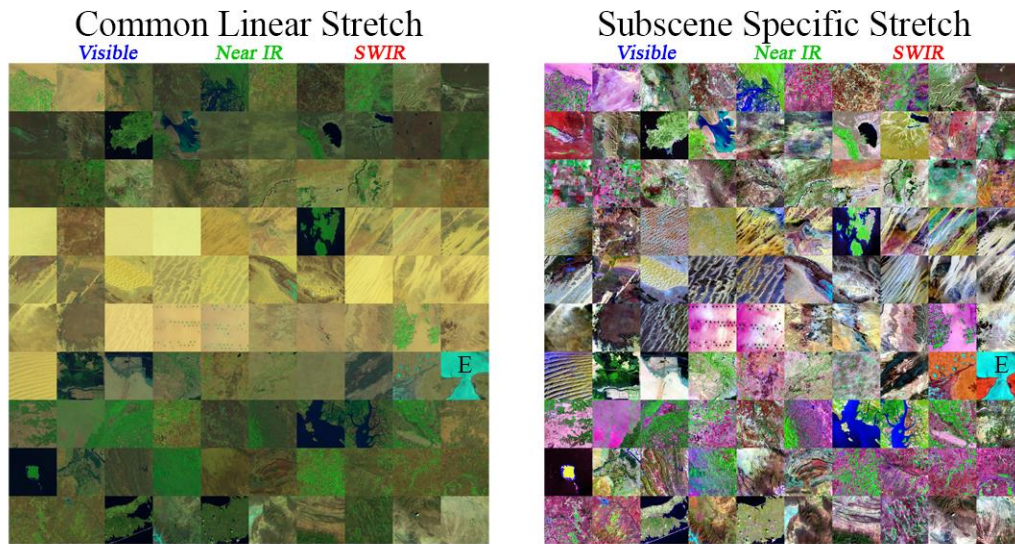 Common Linear Stretch
Visible Near IR SWIR
E
Subscene Specific Stretch
Visible Near IR SWIR
E